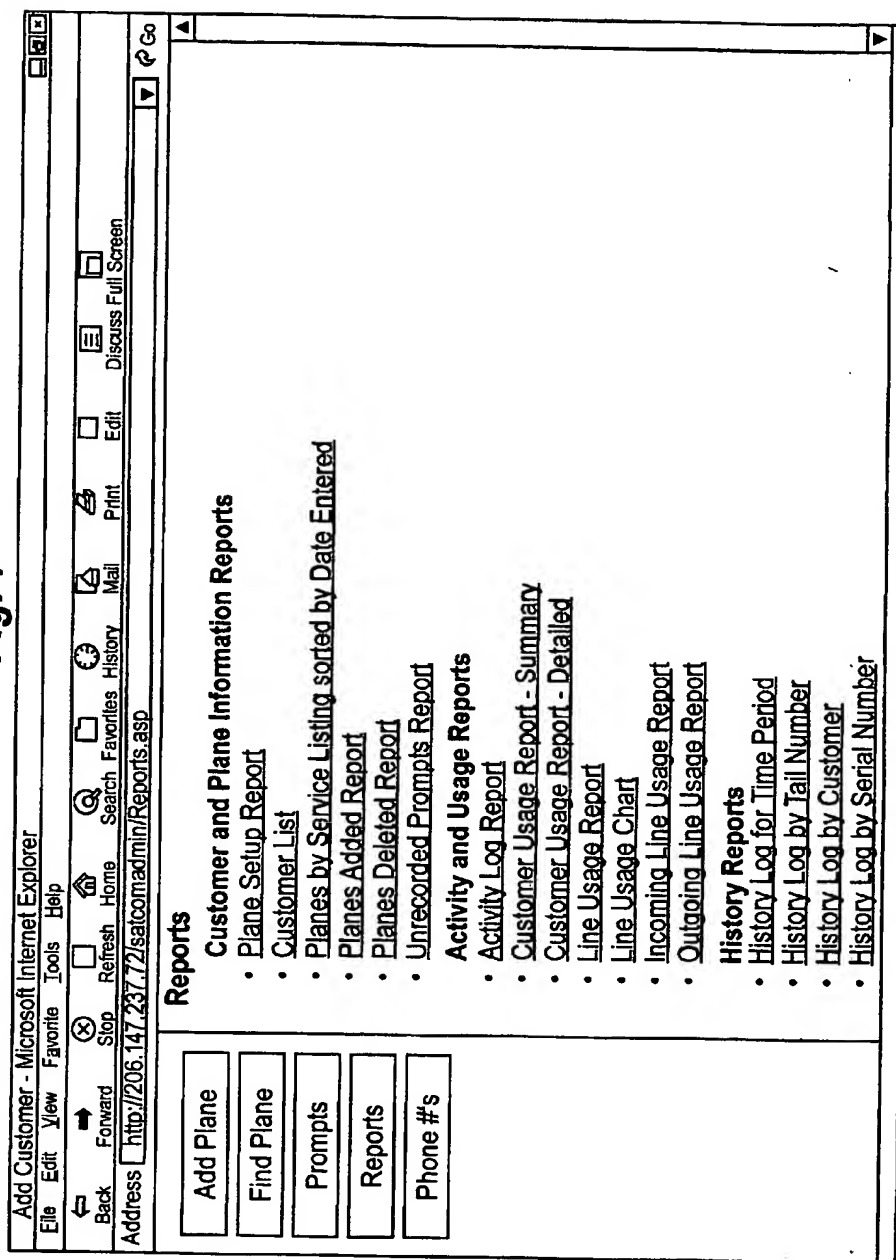 Add Customer - Microsoft Internet Explorer
File Edit View Favorite Tools Help
Back Forward Stop Refresh Home Search Favorites History Mail Print Edit Discuss Full Screen
Address http://206.147.237.72/satcomadmin/Reports.asp Go
Add Plane
Find Plane
Prompts
Reports
Phone #'s
Reports
Customer and Plane Information Reports
• Plane Setup Report
• Customer List
• Planes by Service Listing sorted by Date Entered
• Planes Added Report
• Planes Deleted Report
• Unrecorded Prompts Report
Activity and Usage Reports
• Activity Log Report
• Customer Usage Report - Summary
• Customer Usage Report - Detailed
• Line Usage Report
• Line Usage Chart
• Incoming Line Usage Report
• Outgoing Line Usage Report
History Reports
• History Log for Time Period
• History Log by Tail Number
• History Log by Customer
• History Log by Serial Number